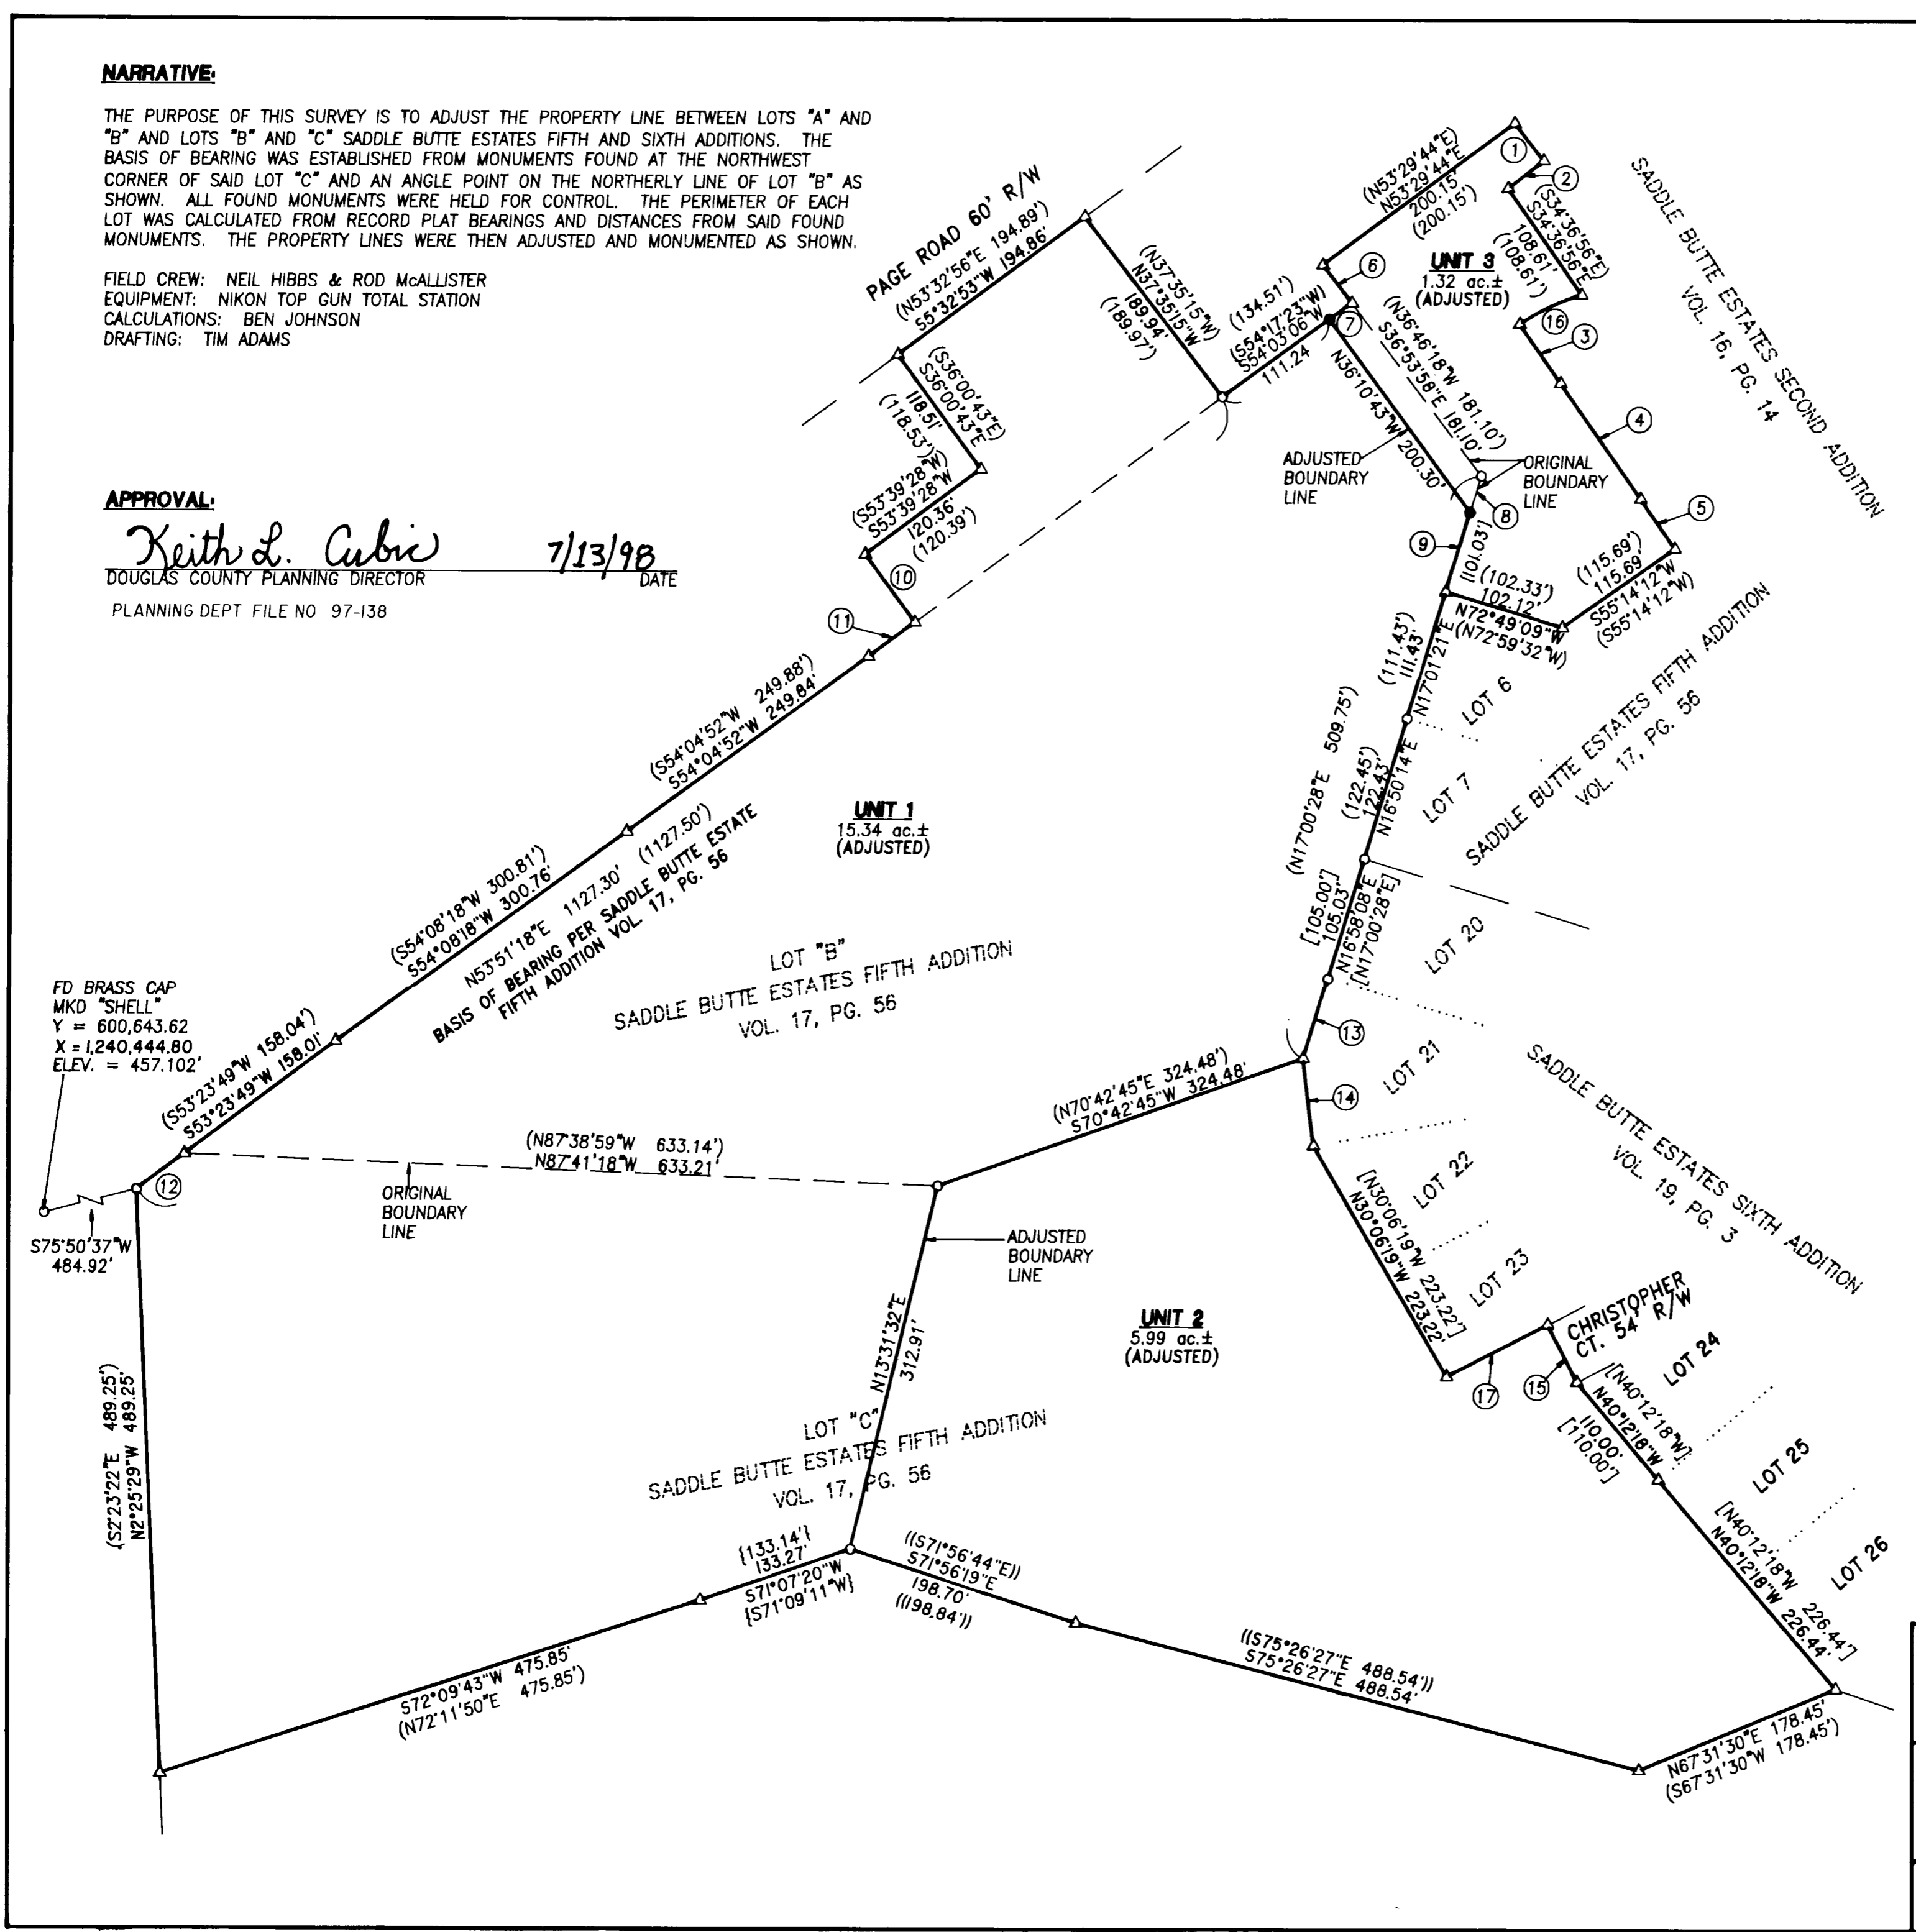 NARRATIVE:
THE PURPOSE OF THIS SURVEY IS TO ADJUST THE PROPERTY LINE BETWEEN LOTS "A" AND
"B" AND LOTS "B" AND "C" SADDLE BUTTE ESTATES FIFTH AND SIXTH ADDITIONS. THE
BASIS OF BEARING WAS ESTABLISHED FROM MONUMENTS FOUND AT THE NORTHWEST
CORNER OF SAID LOT "C" AND AN ANGLE POINT ON THE NORTHERLY LINE OF LOT "B" AS
SHOWN. ALL FOUND MONUMENTS WERE HELD FOR CONTROL. THE PERIMETER OF EACH
LOT WAS CALCULATED FROM RECORD PLAT BEARINGS AND DISTANCES FROM SAID FOUND
MONUMENTS. THE PROPERTY LINES WERE THEN ADJUSTED AND MONUMENTED AS SHOWN.
FIELD CREW: NEIL HIBBS & ROD McALLISTER
EQUIPMENT: NIKON TOP GUN TOTAL STATION
CALCULATIONS: BEN JOHNSON
DRAFTING: TIM ADAMS
APPROVAL:
Keith L. Cubic 7/13/98
DOUGLAS COUNTY PLANNING DIRECTOR DATE
PLANNING DEPT FILE NO 97-138
PAGE ROAD 60' R/W
(N53°32'56"E 194.89')
S5°32'53"W 194.86'
(N37°35'15"W)
N37°35'15"W
189.94'
(189.97')
(S36°00'43"E)
S36°00'43"E
118.51'
(118.53')
(S53°39'28"W)
S53°39'28"W
120.36'
(120.39')
10
11
(134.51')
(S54°17'23"W)
S54°03'06"W
111.24
(N53°29'44"E)
N53°29'44"E
200.15'
(200.15')
1
2
(S34°36'56"E)
S34°36'56"E
108.61'
(108.61')
UNIT 3
1.32 ac.±
(ADJUSTED)
6
7
16
3
4
5
(N36°46'18"W 181.10')
S36°53'58"E 181.10'
N36°10'43"W 200.30'
ADJUSTED
BOUNDARY
LINE
ORIGINAL
BOUNDARY
LINE
8
9
[101.03']
(102.33')
102.12'
N72°49'09"W
(N72°59'32"W)
(115.69')
115.69'
S55°14'12"W
(S55°14'12"W)
SADDLE BUTTE ESTATES SECOND ADDITION
VOL. 16, PG. 14
(111.43')
111.43'
N17°01'21"E
LOT 6
LOT 7
SADDLE BUTTE ESTATES FIFTH ADDITION
VOL. 17, PG. 56
(N17°00'28"E 509.75')
(122.45')
122.43'
N16°50'14"E
[105.00']
105.03'
N16°58'08"E
[N17°00'28"E]
LOT 20
(S54°04'52"W 249.88')
S54°04'52"W 249.84'
UNIT 1
15.34 ac.±
(ADJUSTED)
(S54°08'18"W 300.81')
S54°08'18"W 300.76'
N53°51'18"E 1127.30' (1127.50')
BASIS OF BEARING PER SADDLE BUTTE ESTATE
FIFTH ADDITION VOL. 17, PG. 56
LOT "B"
SADDLE BUTTE ESTATES FIFTH ADDITION
VOL. 17, PG. 56
FD BRASS CAP
MKD "SHELL"
Y = 600,643.62
X = 1,240,444.80
ELEV. = 457.102'
(S53°23'49"W 158.04')
S53°23'49"W 158.01'
12
S75°50'37"W
484.92'
(N87°38'59"W 633.14')
N87°41'18"W 633.21'
ORIGINAL
BOUNDARY
LINE
(N70°42'45"E 324.48')
S70°42'45"W 324.48'
13
14
LOT 21
LOT 22
LOT 23
SADDLE BUTTE ESTATES SIXTH ADDITION
VOL. 19, PG. 3
ADJUSTED
BOUNDARY
LINE
N13°31'32"E
312.91'
UNIT 2
5.99 ac.±
(ADJUSTED)
[N30°06'19"W 223.22']
N30°06'19"W 223.22'
CHRISTOPHER
CT. 54' R/W
17
15
LOT 24
[N40°12'18"W]
N40°12'18"W
110.00'
[110.00']
LOT 25
LOT 26
[N40°12'18"W 226.44']
N40°12'18"W 226.44'
(S2°23'22"E 489.25')
N2°25'29"W 489.25'
LOT "C"
SADDLE BUTTE ESTATES FIFTH ADDITION
VOL. 17, PG. 56
{133.14'}
133.27'
S71°07'20"W
{S71°09'11"W}
((S71°56'44"E))
S71°56'19"E
198.70'
((198.84'))
S72°09'43"W 475.85'
(N72°11'50"E 475.85')
((S75°26'27"E 488.54'))
S75°26'27"E 488.54'
N67°31'30"E 178.45'
(S67°31'30"W 178.45')